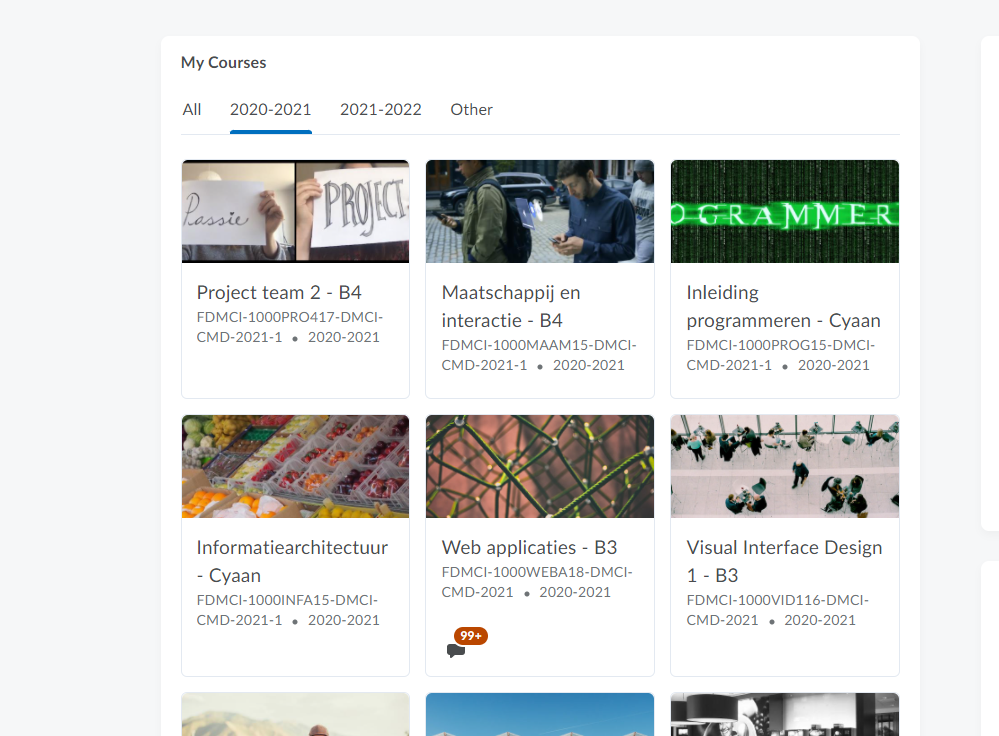 My Courses
All 2020-2021 2021-2022 Other
Passie
PROJECT
OGRAMMER
Project team 2 - B4
FDMCI-1000PRO417-DMCI-
CMD-2021-1 • 2020-2021
Maatschappij en
interactie - B4
FDMCI-1000MAAM15-DMCI-
CMD-2021-1 • 2020-2021
Inleiding
programmeren - Cyaan
FDMCI-1000PROG15-DMCI-
CMD-2021-1 • 2020-2021
Informatiearchitectuur
- Cyaan
FDMCI-1000INFA15-DMCI-
CMD-2021-1 • 2020-2021
Web applicaties - B3
FDMCI-1000WEBA18-DMCI-
CMD-2021 • 2020-2021
99+
Visual Interface Design
1 - B3
FDMCI-1000VID116-DMCI-
CMD-2021 • 2020-2021